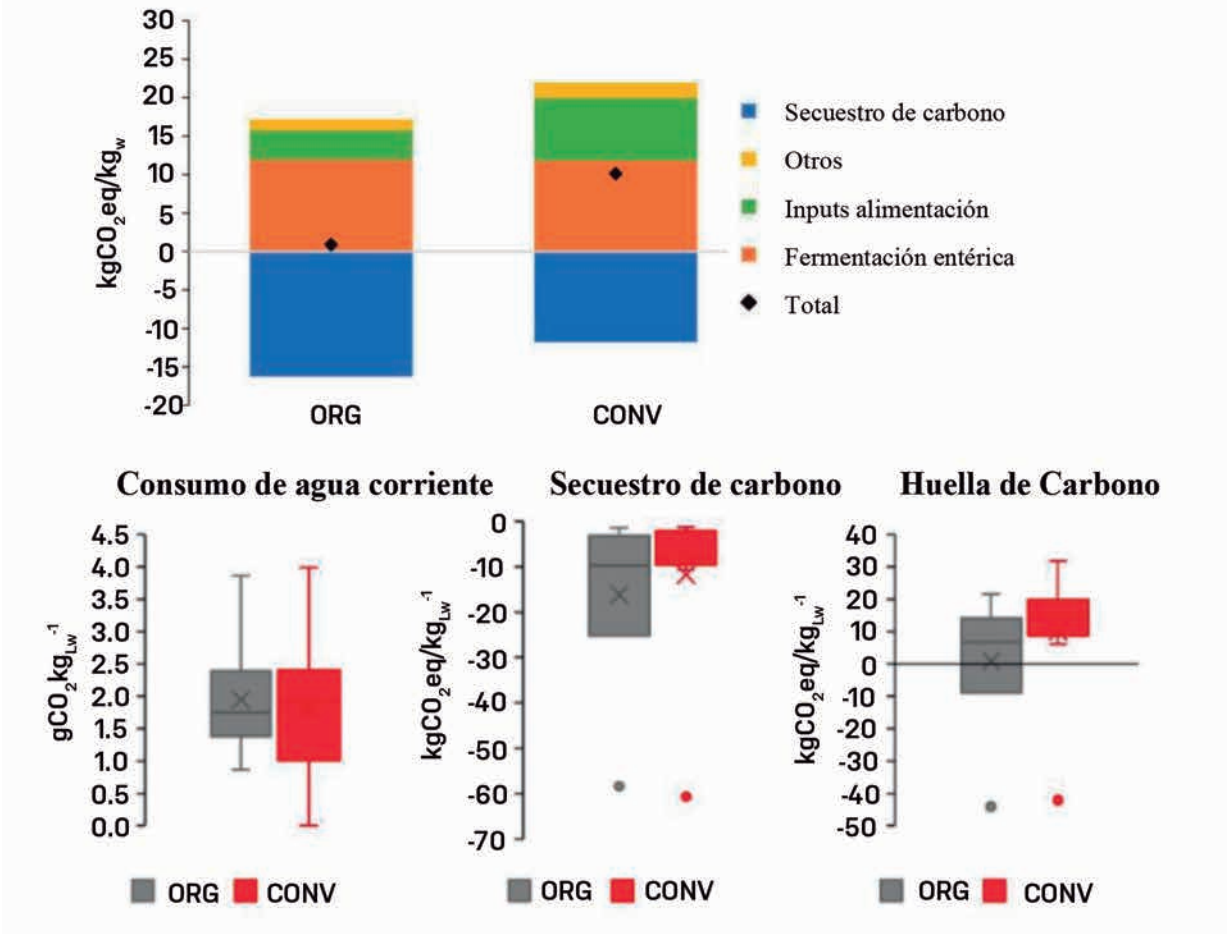 30
25
20
15
10
5
0
-5
-10
-15
-20
kgCO2eq/kgw
ORG
CONV
Secuestro de carbono
Otros
Inputs alimentación
Fermentación entérica
Total
Consumo de agua corriente
4.5
4.0
3.5
3.0
2.5
2.0
1.5
1.0
0.5
0.0
gCO2kgLw-1
ORG CONV
Secuestro de carbono
0
-10
-20
-30
-40
-50
-60
-70
kgCO2eq/kgLw-1
ORG CONV
Huella de Carbono
40
30
20
10
0
-10
-20
-30
-40
-50
kgCO2eq/kgLw-1
ORG CONV